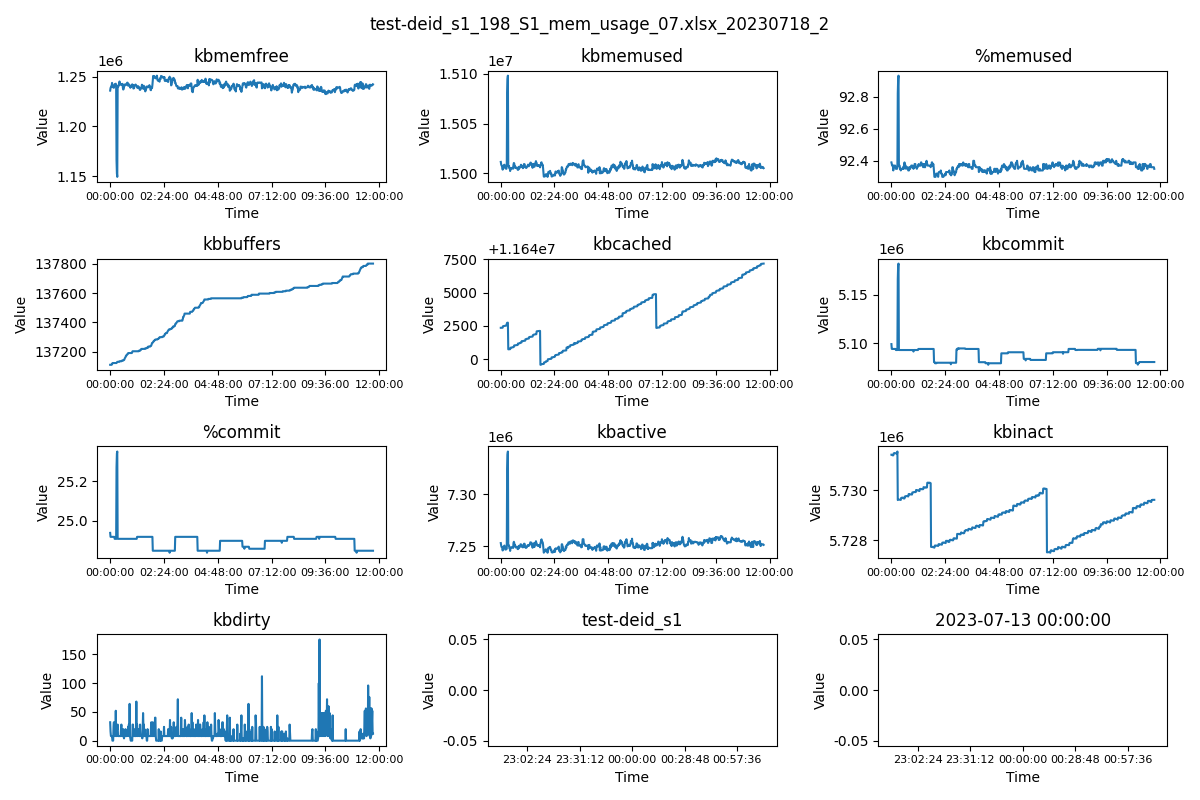 test-deid_s1_198_S1_mem_usage_07.xlsx_20230718_2
kbmemfree
1e6
1.25
1.20
1.15
Value
00:00:00 02:24:00 04:48:00 07:12:00 09:36:00 12:00:00
Time
kbmemused
1e7
1.510
1.505
1.500
Value
00:00:00 02:24:00 04:48:00 07:12:00 09:36:00 12:00:00
Time
%memused
92.8
92.6
92.4
Value
00:00:00 02:24:00 04:48:00 07:12:00 09:36:00 12:00:00
Time
kbbuffers
137800
137600
137400
137200
Value
00:00:00 02:24:00 04:48:00 07:12:00 09:36:00 12:00:00
Time
kbcached
+1.164e7
7500
5000
2500
0
Value
00:00:00 02:24:00 04:48:00 07:12:00 09:36:00 12:00:00
Time
kbcommit
1e6
5.15
5.10
Value
00:00:00 02:24:00 04:48:00 07:12:00 09:36:00 12:00:00
Time
%commit
25.2
25.0
Value
00:00:00 02:24:00 04:48:00 07:12:00 09:36:00 12:00:00
Time
kbactive
1e6
7.30
7.25
Value
00:00:00 02:24:00 04:48:00 07:12:00 09:36:00 12:00:00
Time
kbinact
1e6
5.730
5.728
Value
00:00:00 02:24:00 04:48:00 07:12:00 09:36:00 12:00:00
Time
kbdirty
150
100
50
0
Value
00:00:00 02:24:00 04:48:00 07:12:00 09:36:00 12:00:00
Time
test-deid_s1
0.05
0.00
-0.05
Value
23:02:24 23:31:12 00:00:00 00:28:48 00:57:36
Time
2023-07-13 00:00:00
0.05
0.00
-0.05
Value
23:02:24 23:31:12 00:00:00 00:28:48 00:57:36
Time